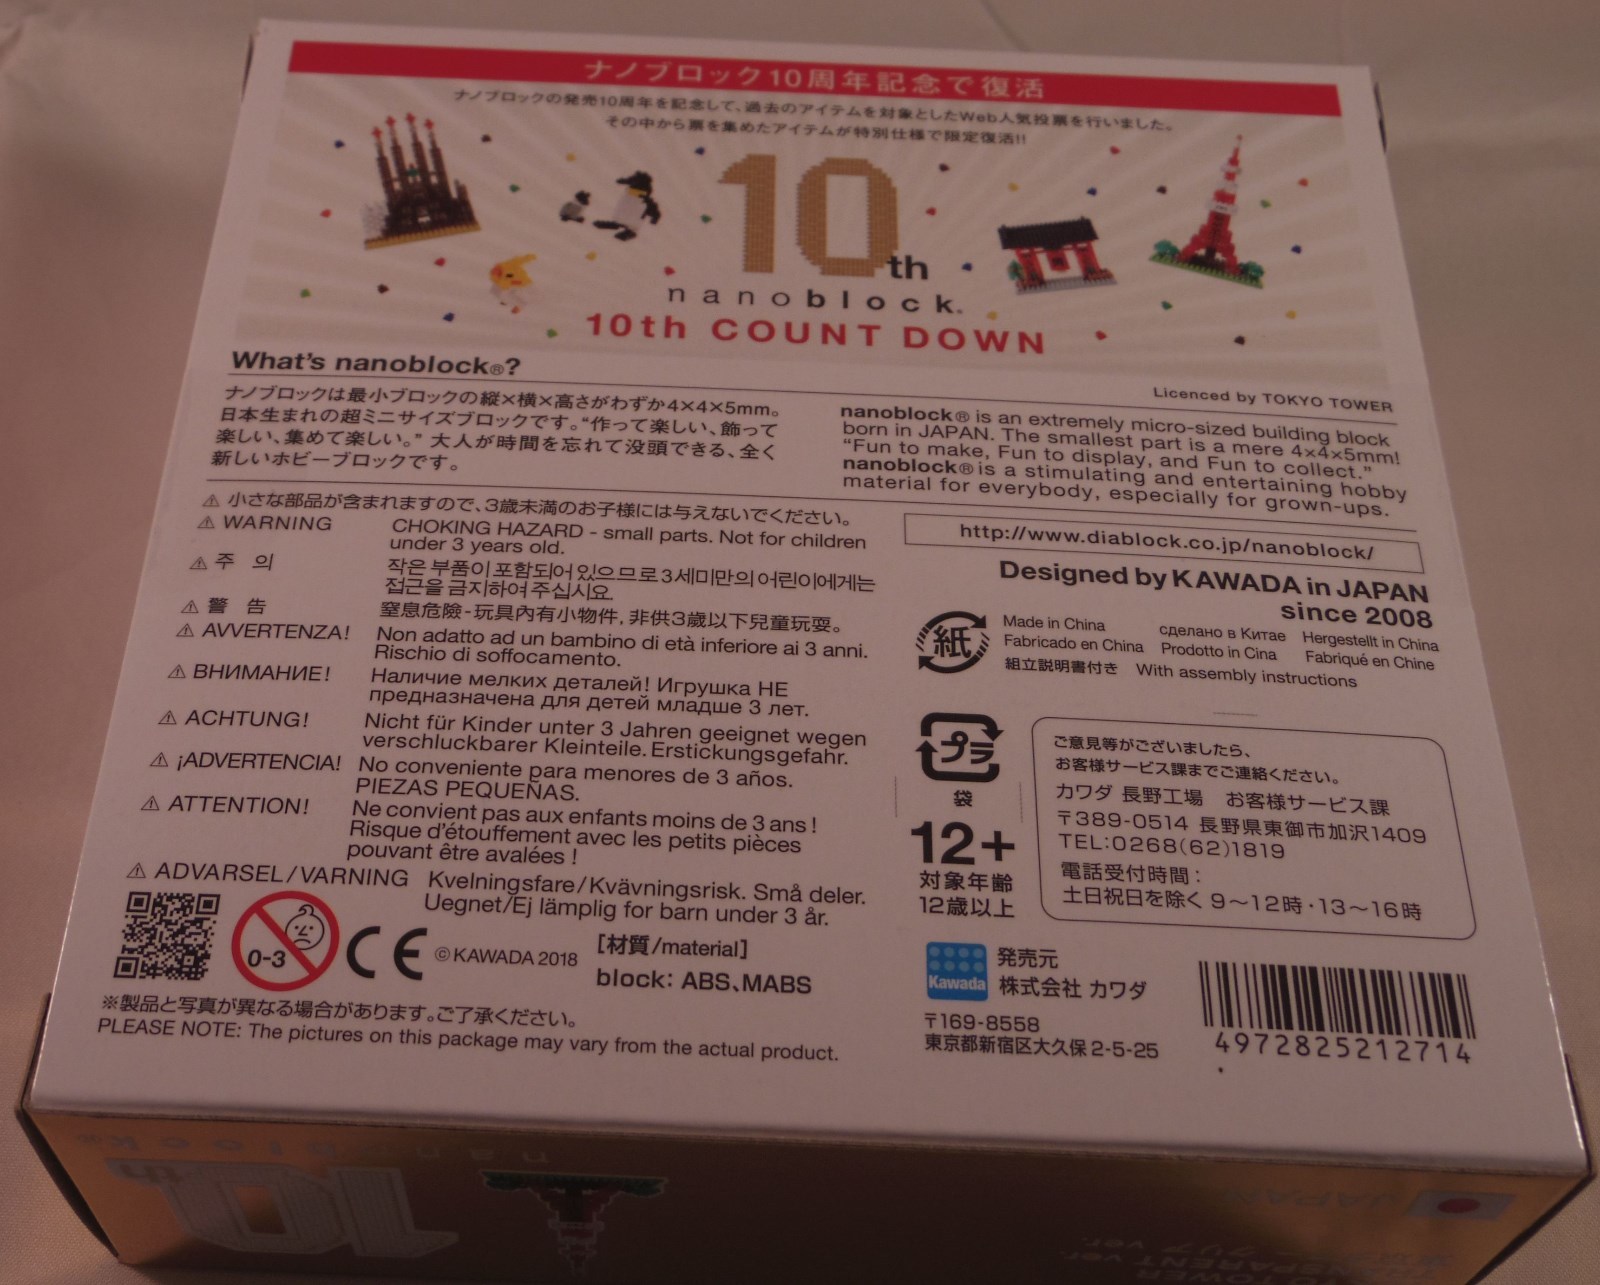 ナノブロック10周年記念で復活
ナノブロックの発売10周年を記念して、過去のアイテムを対象としたWeb人気投票を行いました。
その中から票を集めたアイテムが特別仕様で限定復活!!
10th
nanoblock.
10th COUNT DOWN
What's nanoblock®?
Licenced by TOKYO TOWER
ナノブロックは最小ブロックの縦×横×高さがわずか4×4×5mm。
日本生まれの超ミニサイズブロックです。“作って楽しい、飾って
楽しい、集めて楽しい。” 大人が時間を忘れて没頭できる、全く
新しいホビーブロックです。
nanoblock® is an extremely micro-sized building block
born in JAPAN. The smallest part is a mere 4×4×5mm!
“Fun to make, Fun to display, and Fun to collect.”
nanoblock® is a stimulating and entertaining hobby
material for everybody, especially for grown-ups.
⚠ 小さな部品が含まれますので、3歳未満のお子様には与えないでください。
⚠ WARNING CHOKING HAZARD - small parts. Not for children
under 3 years old.
⚠ 주 의 작은 부품이 포함되어 있으므로 3세미만의 어린이에게는
접근을 금지하여 주십시요.
⚠ 警 告 窒息危險-玩具內有小物件, 非供3歲以下兒童玩耍。
⚠ AVVERTENZA! Non adatto ad un bambino di età inferiore ai 3 anni.
Rischio di soffocamento.
⚠ ВНИМАНИЕ! Наличие мелких деталей! Игрушка НЕ
предназначена для детей младше 3 лет.
⚠ ACHTUNG! Nicht für Kinder unter 3 Jahren geeignet wegen
verschluckbarer Kleinteile. Erstickungsgefahr.
⚠ ¡ADVERTENCIA! No conveniente para menores de 3 años.
PIEZAS PEQUEÑAS.
⚠ ATTENTION! Ne convient pas aux enfants moins de 3 ans !
Risque d'étouffement avec les petits pièces
pouvant être avalées !
⚠ ADVARSEL/VARNING Kvelningsfare/Kvävningsrisk. Små deler.
Uegnet/Ej lämplig for barn under 3 år.
0-3
CE
©KAWADA 2018
[材質/material]
block: ABS、MABS
※製品と写真が異なる場合があります。ご了承ください。
PLEASE NOTE: The pictures on this package may vary from the actual product.
http://www.diablock.co.jp/nanoblock/
Designed by KAWADA in JAPAN
since 2008
紙
Made in China сделано в Китае Hergestellt in China
Fabricado en China Prodotto in Cina Fabriqué en Chine
組立説明書付き With assembly instructions
プラ
袋
12+
対象年齢
12歳以上
ご意見等がございましたら、
お客様サービス課までご連絡ください。
カワダ 長野工場 お客様サービス課
〒389-0514 長野県東御市加沢1409
TEL:0268(62)1819
電話受付時間:
土日祝日を除く 9～12時・13～16時
Kawada
発売元
株式会社 カワダ
〒169-8558
東京都新宿区大久保 2-5-25
4972825212714
nanoblock®
10th
JAPAN